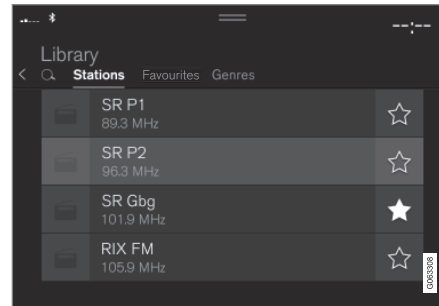 --:--
Library
Stations Favourites Genres
SR P1
89.3 MHz
SR P2
96.3 MHz
SR Gbg
101.9 MHz
RIX FM
105.9 MHz
G063308